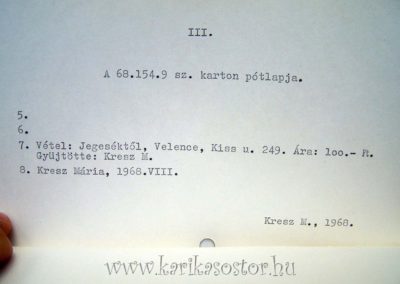 III.
A 68.154.9 sz. karton pótlapja.
5.
6.
7. Vétel: Jegeséktől, Velence, Kiss u. 249. Ára: loo.- Ft.
Gyüjtötte: Kresz M.
8. Kresz Mária, 1968.VIII.
Kresz M., 1968.
www.karikasostor.hu